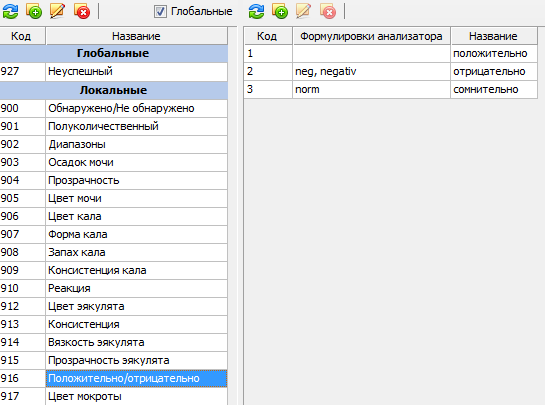 Глобальные
Код Название
Глобальные
927 Неуспешный
Локальные
900 Обнаружено/Не обнаружено
901 Полуколичественный
902 Диапазоны
903 Осадок мочи
904 Прозрачность
905 Цвет мочи
906 Цвет кала
907 Форма кала
908 Запах кала
909 Консистенция кала
910 Реакция
912 Цвет эякулята
913 Консистенция
914 Вязкость эякулята
915 Прозрачность эякулята
916 Положительно/отрицательно
917 Цвет мокроты
Код Формулировки анализатора Название
1 положительно
2 neg, negativ отрицательно
3 norm сомнительно